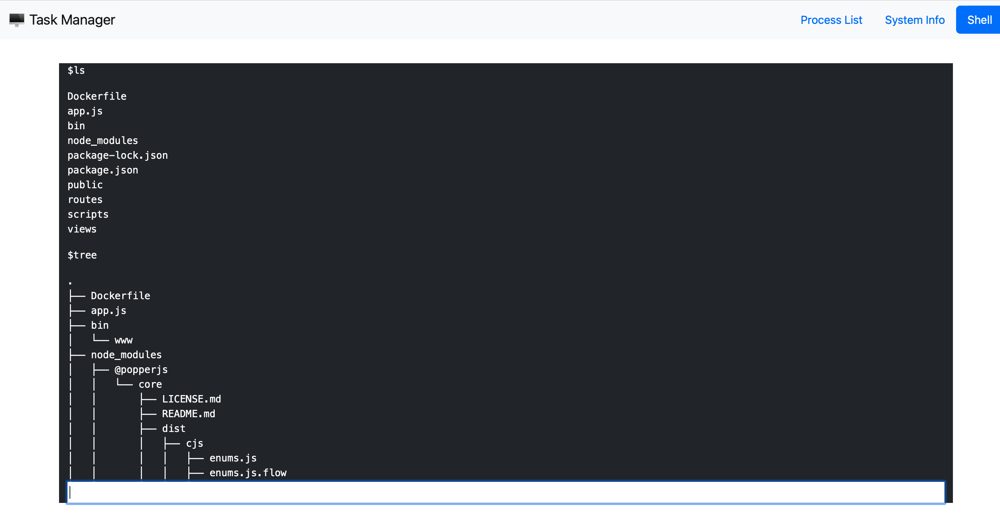 Task Manager
Process List
System Info
Shell
$ls
Dockerfile
app.js
bin
node_modules
package-lock.json
package.json
public
routes
scripts
views
$tree
.
├── Dockerfile
├── app.js
├── bin
│   └── www
├── node_modules
│   ├── @popperjs
│   │   └── core
│   │       ├── LICENSE.md
│   │       ├── README.md
│   │       ├── dist
│   │       │   ├── cjs
│   │       │   │   ├── enums.js
│   │       │   │   ├── enums.js.flow